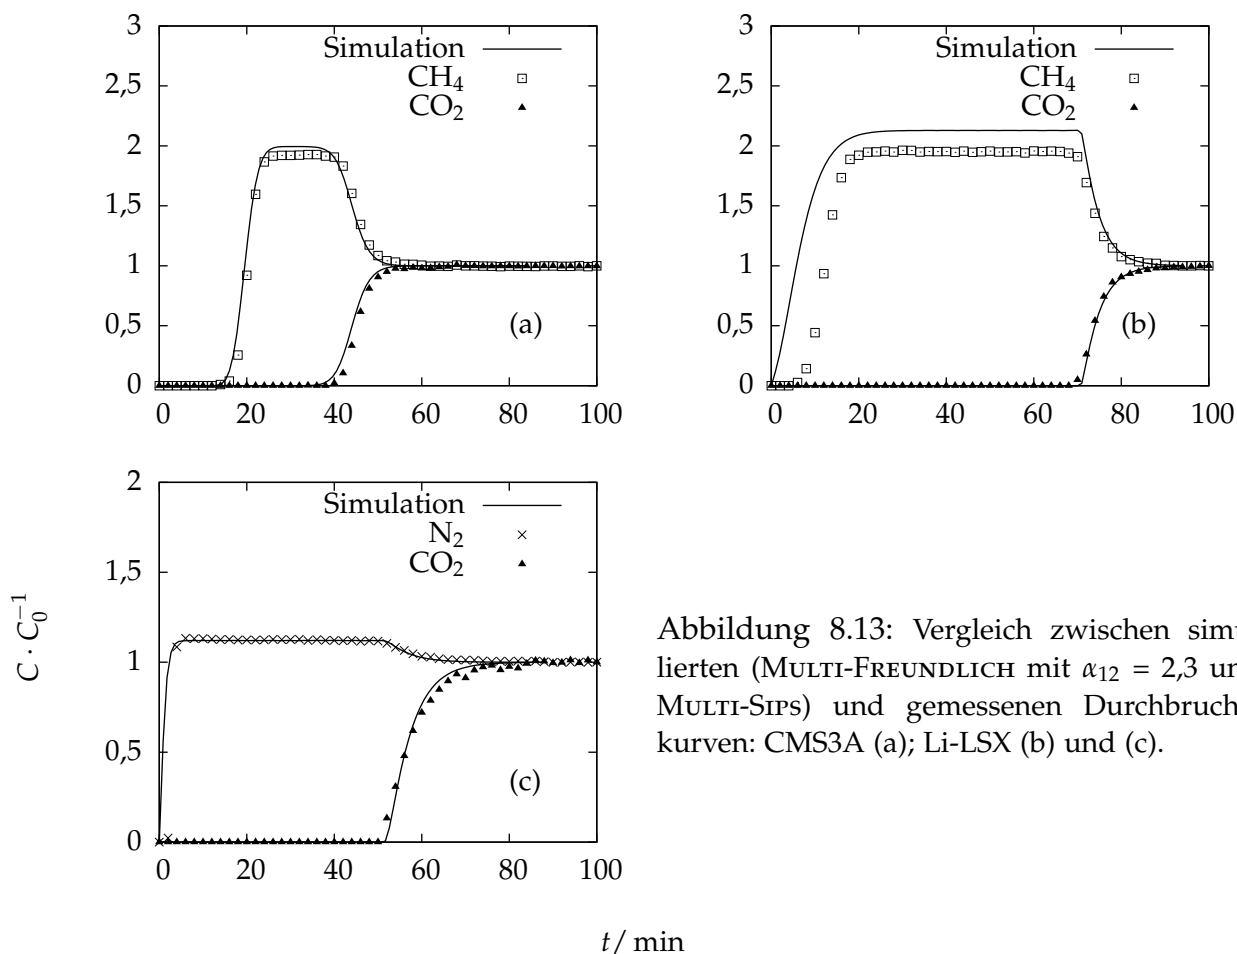 3
2,5
2
1,5
1
0,5
0
0 20 40 60 80 100
Simulation
CH₄
CO₂
(a)
3
2,5
2
1,5
1
0,5
0
0 20 40 60 80 100
Simulation
CH₄
CO₂
(b)
2
1,5
1
0,5
0
0 20 40 60 80 100
Simulation
N₂
CO₂
(c)
C · C₀⁻¹
t/ min
Abbildung 8.13: Vergleich zwischen simu
lierten (MULTI-FREUNDLICH mit α₁₂ = 2,3 un
MULTI-SIPS) und gemessenen Durchbruch
kurven: CMS3A (a); Li-LSX (b) und (c).